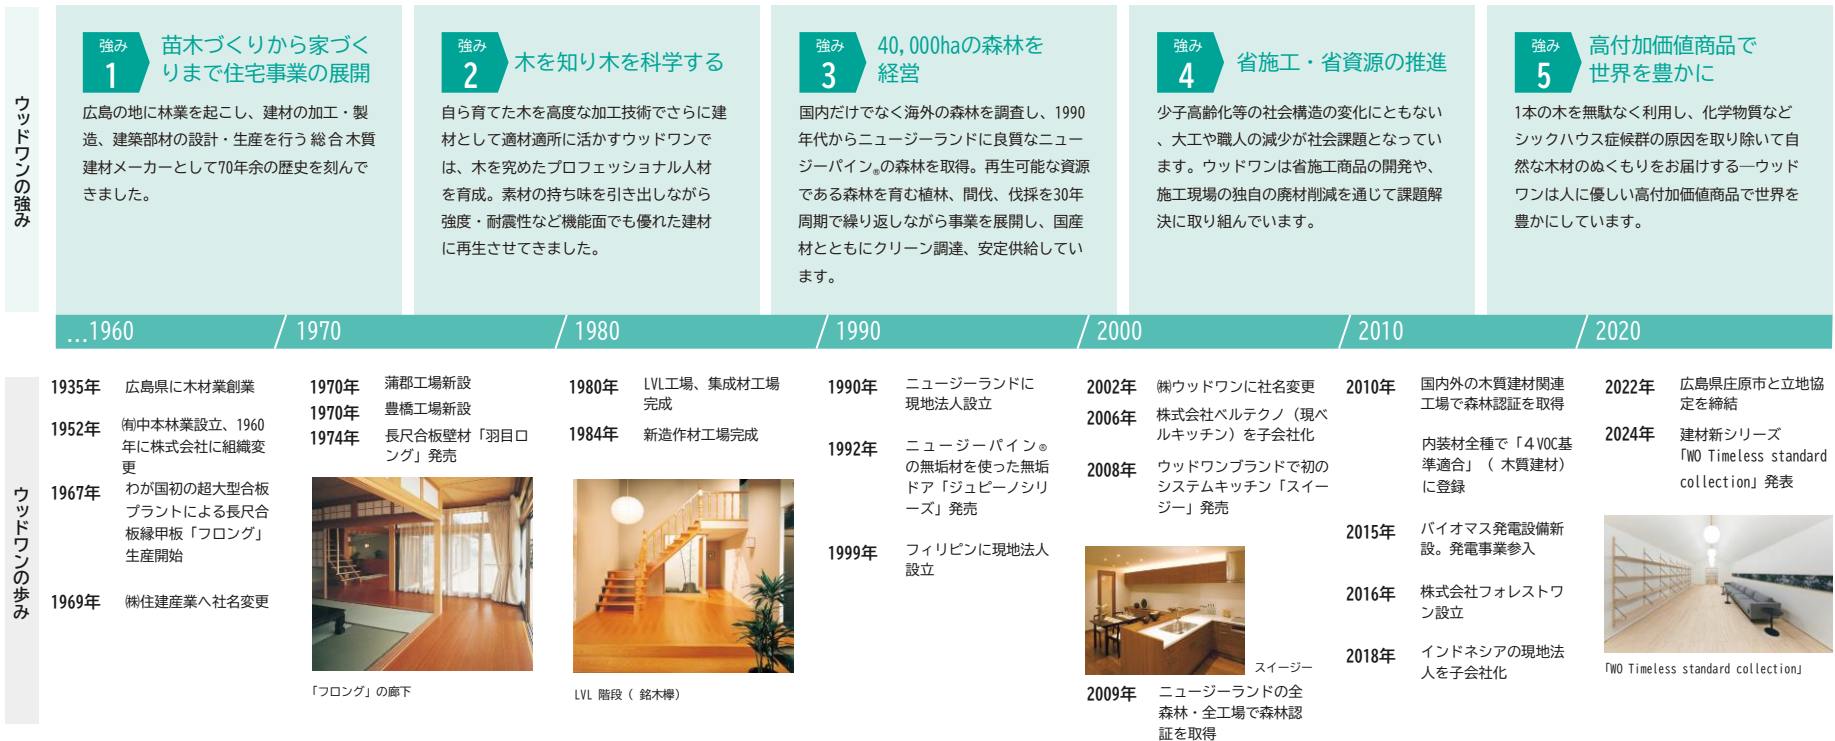 ウッドワンの強み
強み
1
苗木づくりから家づく
りまで住宅事業の展開
広島の地に林業を起こし、建材の加工・製
造、建築部材の設計・生産を行う総合木質
建材メーカーとして70年余の歴史を刻んで
きました。
強み
2
木を知り木を科学する
自ら育てた木を高度な加工技術でさらに建
材として適材適所に活かすウッドワンで
は、木を究めたプロフェッショナル人材
を育成。素材の持ち味を引き出しながら
強度・耐震性など機能面でも優れた建材
に再生させてきました。
強み
3
40,000haの森林を
経営
国内だけでなく海外の森林を調査し、1990
年代からニュージーランドに良質なニュー
ジーパイン®の森林を取得。再生可能な資源
である森林を育む植林、間伐、伐採を30年
周期で繰り返しながら事業を展開し、国産
材とともにクリーン調達、安定供給してい
ます。
強み
4
省施工・省資源の推進
少子高齢化等の社会構造の変化にともない
、大工や職人の減少が社会課題となってい
ます。ウッドワンは省施工商品の開発や、
施工現場の独自の廃材削減を通じて課題解
決に取り組んでいます。
強み
5
高付加価値商品で
世界を豊かに
1本の木を無駄なく利用し、化学物質など
シックハウス症候群の原因を取り除いて自
然な木材のぬくもりをお届けする―ウッド
ワンは人に優しい高付加価値商品で世界を
豊かにしています。
...1960
1970
1980
1990
2000
2010
2020
ウッドワンの歩み
1935年 広島県に木材業創業
1952年 ㈲中本林業設立、1960
年に株式会社に組織変
更
1967年 わが国初の超大型合板
プラントによる長尺合
板縁甲板「フロング」
生産開始
1969年 ㈱住建産業へ社名変更
1970年 蒲郡工場新設
1970年 豊橋工場新設
1974年 長尺合板壁材「羽目ロ
ング」発売
「フロング」の廊下
1980年 LVL工場、集成材工場
完成
1984年 新造作材工場完成
LVL 階段（ 銘木欅）
1990年 ニュージーランドに
現地法人設立
1992年 ニュージーパイン®
の無垢材を使った無垢
ドア「ジュピーノシリ
ーズ」発売
1999年 フィリピンに現地法人
設立
2002年 ㈱ウッドワンに社名変更
2006年 株式会社ベルテクノ（現ベ
ルキッチン）を子会社化
2008年 ウッドワンブランドで初の
システムキッチン「スイー
ジー」発売
スイージー
2009年 ニュージーランドの全
森林・全工場で森林認
証を取得
2010年 国内外の木質建材関連
工場で森林認証を取得
内装材全種で「４VOC基
準適合」（ 木質建材）
に登録
2015年 バイオマス発電設備新
設。発電事業参入
2016年 株式会社フォレストワ
ン設立
2018年 インドネシアの現地法
人を子会社化
2022年 広島県庄原市と立地協
定を締結
2024年 建材新シリーズ
「WO Timeless standard
collection」発表
「WO Timeless standard collection」